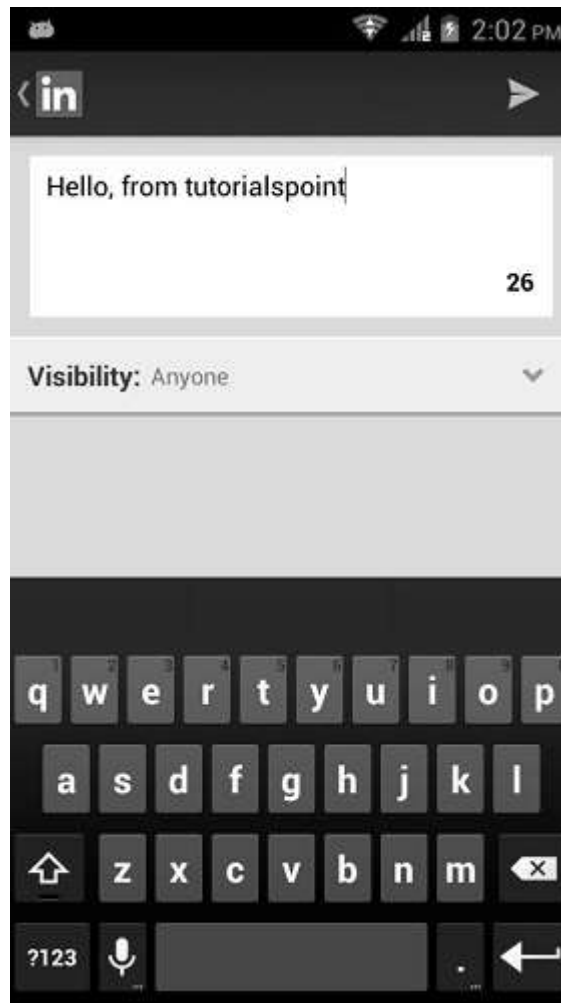 2:02 PM
in
Hello, from tutorialspoint
26
Visibility: Anyone
q w e r t y u i o p
a s d f g h j k l
z x c v b n m
?123 .